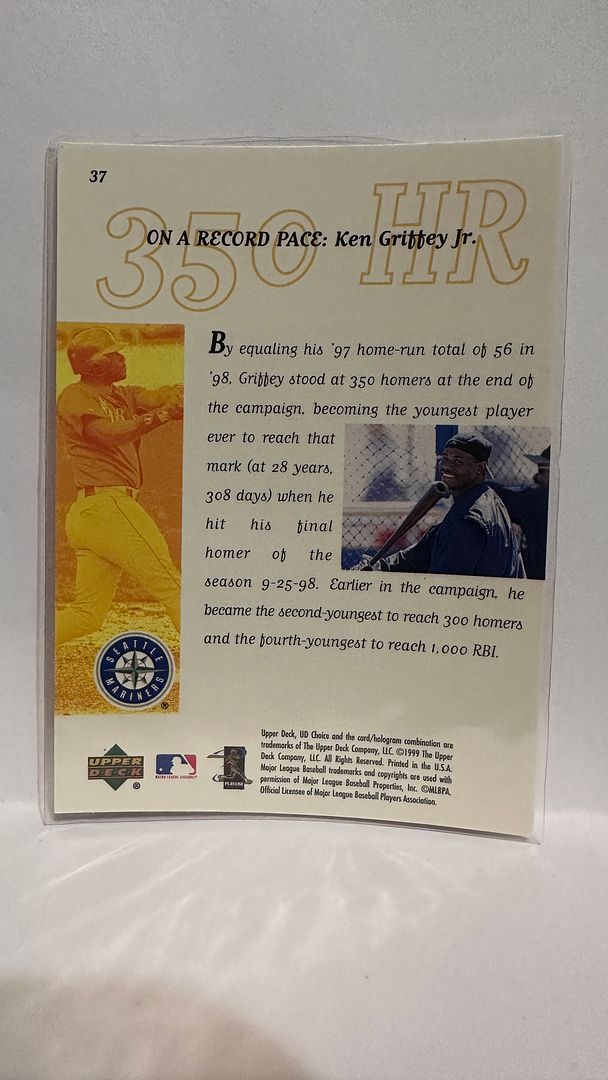 37
350 HR
ON A RECORD PACE: Ken Griffey Jr.
By equaling his '97 home-run total of 56 in
'98, Griffey stood at 350 homers at the end of
the campaign, becoming the youngest player
ever to reach that
mark (at 28 years,
308 days) when he
hit his final
homer of the
season 9-25-98. Earlier in the campaign, he
became the second-youngest to reach 300 homers
and the fourth-youngest to reach 1,000 RBI.
SEATTLE
MARINERS
®
Upper Deck, UD Choice and the card/hologram combination are
trademarks of The Upper Deck Company, LLC. ©1999 The Upper
Deck Company, LLC. All Rights Reserved. Printed in the U.S.A.
Major League Baseball trademarks and copyrights are used with
permission of Major League Baseball Properties, Inc. ©MLBPA.
Official Licensee of Major League Baseball Players Association.
UPPER
DECK
®
MAJOR LEAGUE BASEBALL
PLAYERS